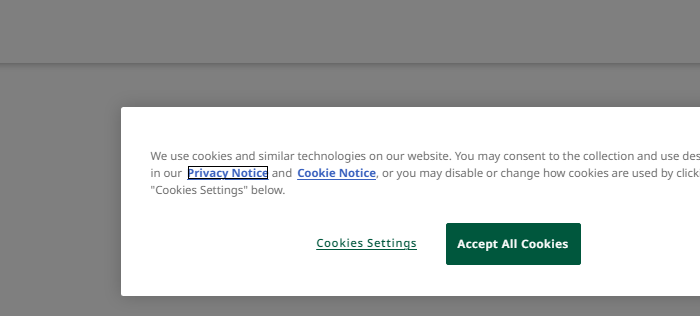 We use cookies and similar technologies on our website. You may consent to the collection and use
in our Privacy Notice and Cookie Notice, or you may disable or change how cookies are used by
"Cookies Settings" below.
Cookies Settings
Accept All Cookies